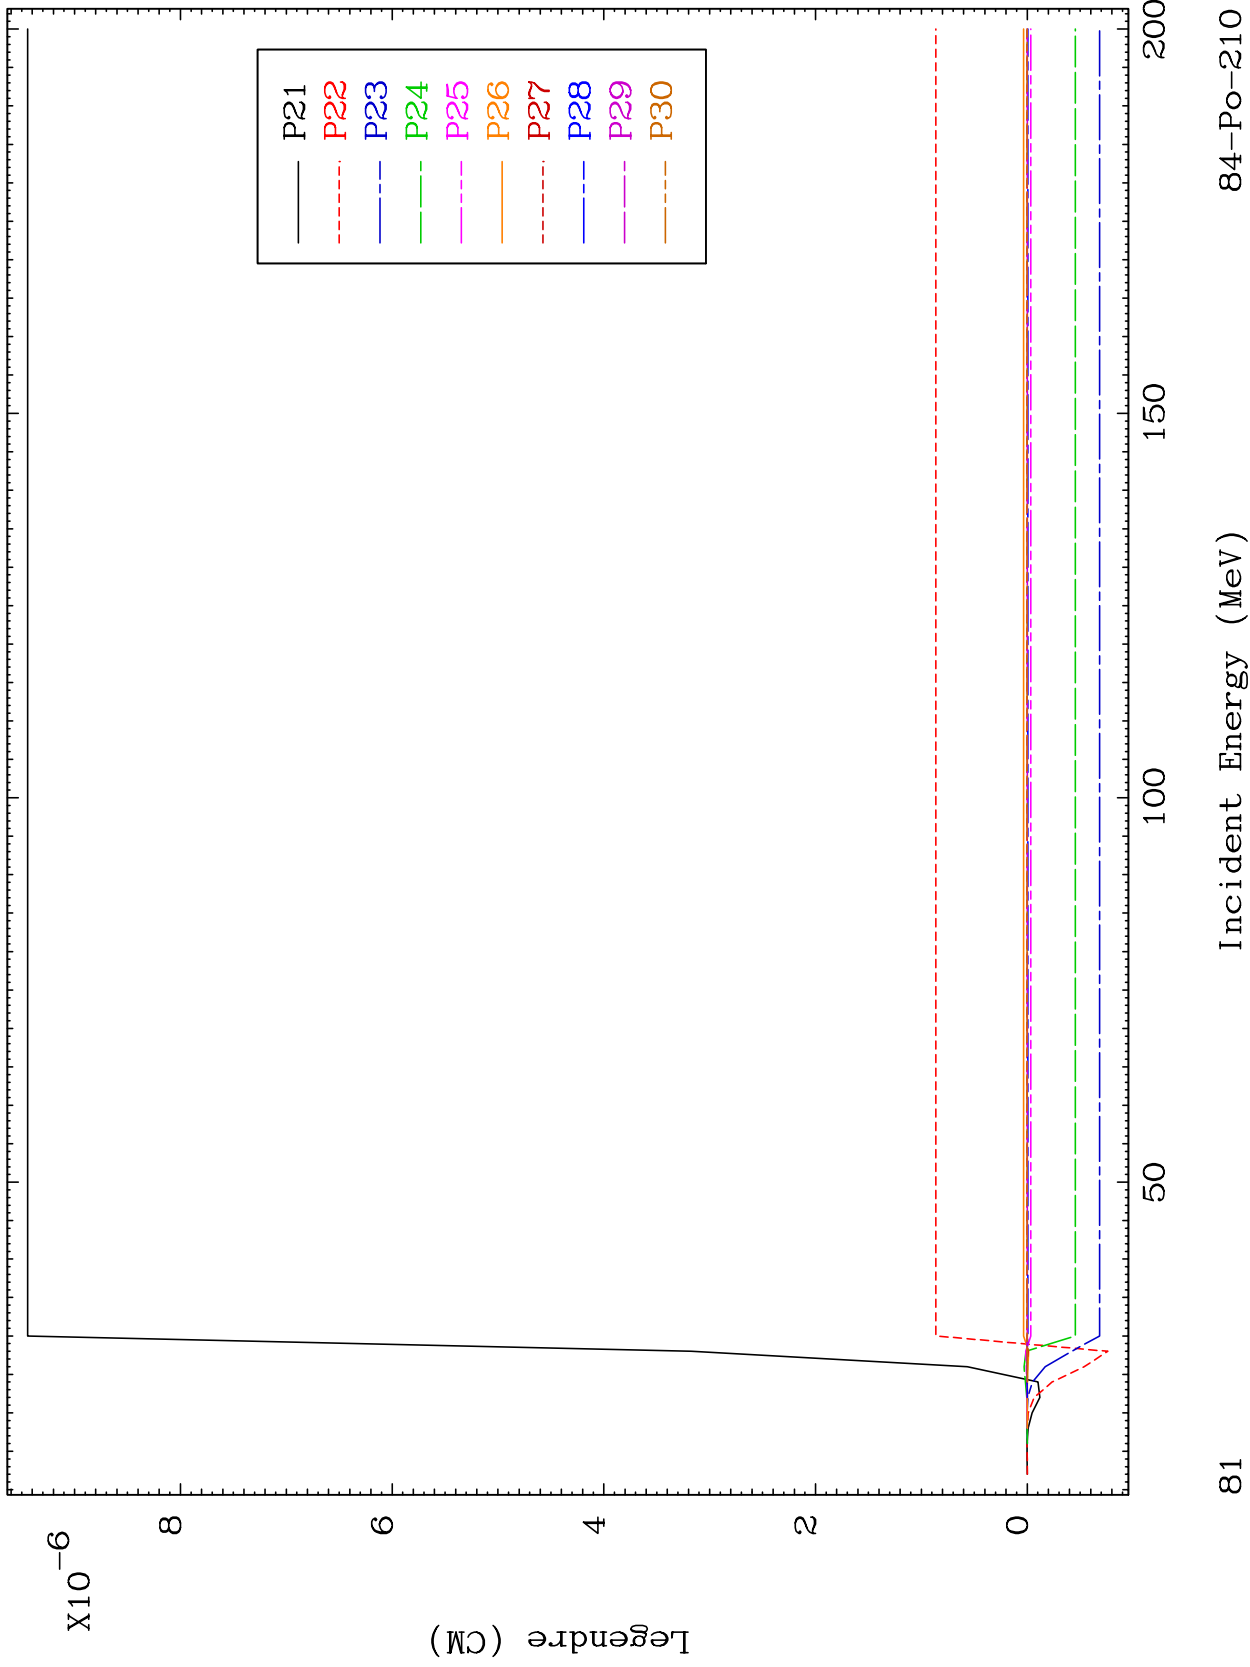 X10-6
8
6
4
2
0
Legendre (CM)
50
100
150
200
Incident Energy (MeV)
81
84-Po-210
P21
P22
P23
P24
P25
P26
P27
P28
P29
P30